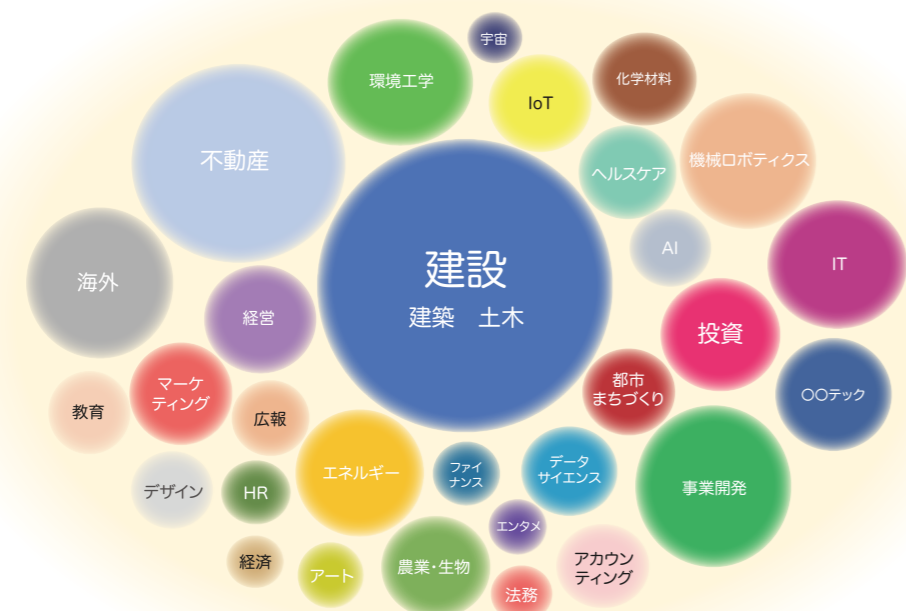 宇宙
環境工学
IoT
化学材料
不動産
ヘルスケア
機械ロボティクス
建設
建築　土木
AI
IT
海外
経営
投資
マーケ
ティング
都市
まちづくり
〇〇テック
教育
広報
エネルギー
ファイ
ナンス
データ
サイエンス
事業開発
デザイン
HR
エンタメ
経済
アート
農業・生物
アカウン
ティング
法務